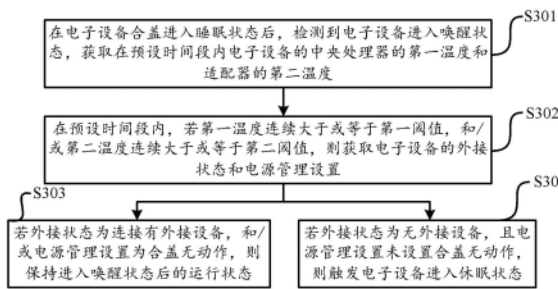 S301
在电子设备合盖进入睡眠状态后，检测到电子设备进入唤醒状
态，获取在预设时间段内电子设备的中央处理器的第一温度和
适配器的第二温度
S302
在预设时间段内，若第一温度连续大于或等于第一阈值，和/
或第二温度连续大于或等于第二阈值，则获取电子设备的外接
状态和电源管理设置
S303
若外接状态为连接有外接设备，和/
或电源管理设置为合盖无动作，则
保持进入唤醒状态后的运行状态
S30
若外接状态为无外接设备，且电
源管理设置未设置合盖无动作，
则触发电子设备进入休眠状态